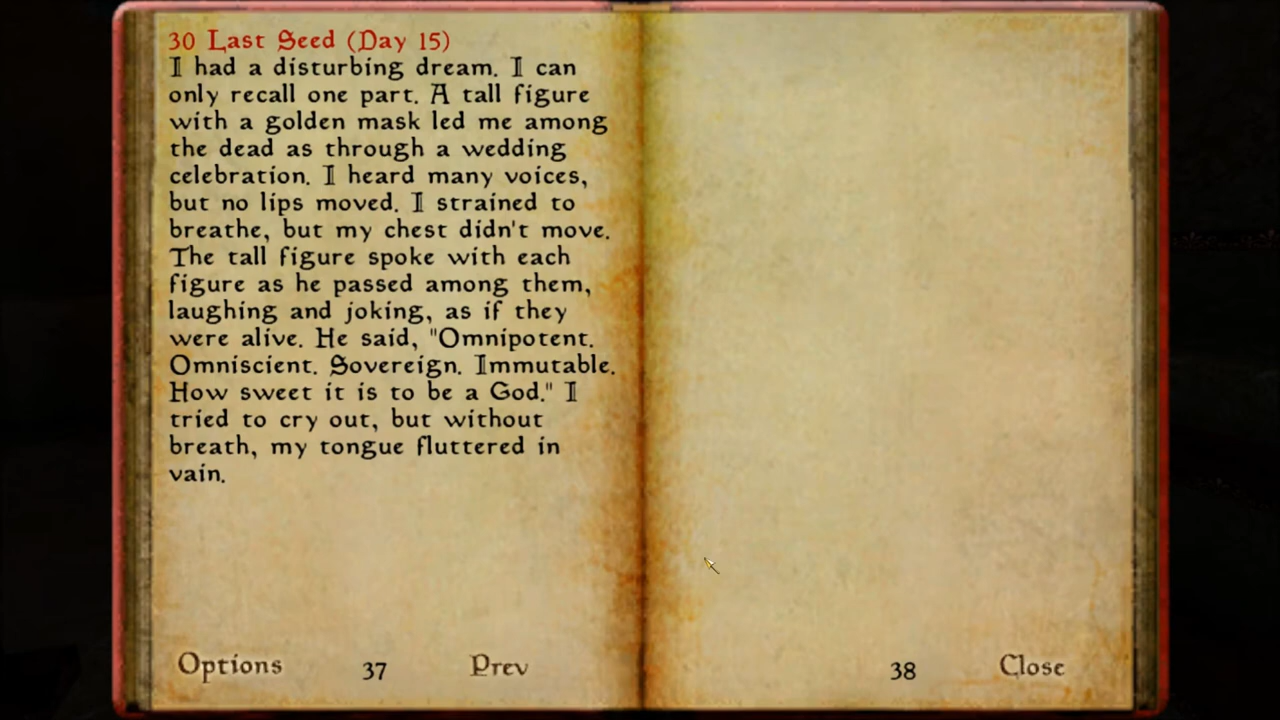 30 Last Seed (Day 15)
I had a disturbing dream. I can
only recall one part. A tall figure
with a golden mask led me among
the dead as through a wedding
celebration. I heard many voices,
but no lips moved. I strained to
breathe, but my chest didn't move.
The tall figure spoke with each
figure as he passed among them,
laughing and joking, as if they
were alive. He said, "Omnipotent.
Omniscient. Sovereign. Immutable.
How sweet it is to be a God." I
tried to cry out, but without
breath, my tongue fluttered in
vain.
Options 37 Prev 38 Close